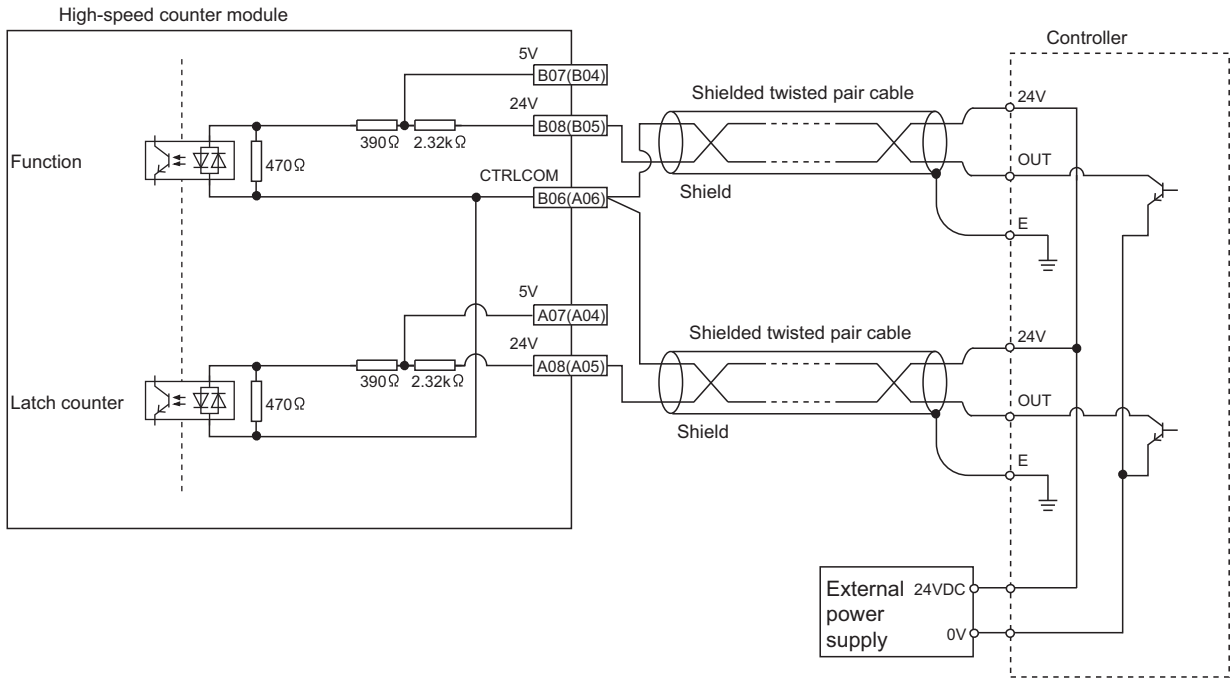 High-speed counter module
Controller
5V
B07(B04)
24V
B08(B05)
390Ω
2.32kΩ
Function
470Ω
CTRLCOM
B06(A06)
Shielded twisted pair cable
Shield
24V
OUT
E
5V
A07(A04)
24V
A08(A05)
390Ω
2.32kΩ
Latch counter
470Ω
Shielded twisted pair cable
Shield
24V
OUT
E
External
power
supply
24VDC
0V